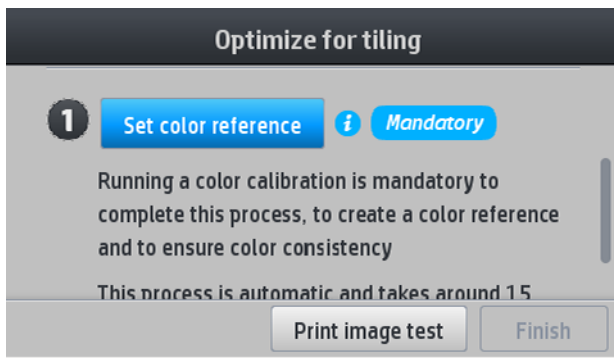 Optimize for tiling
1 Set color reference i Mandatory
Running a color calibration is mandatory to
complete this process, to create a color reference
and to ensure color consistency
This process is automatic and takes around 15
Print image test Finish